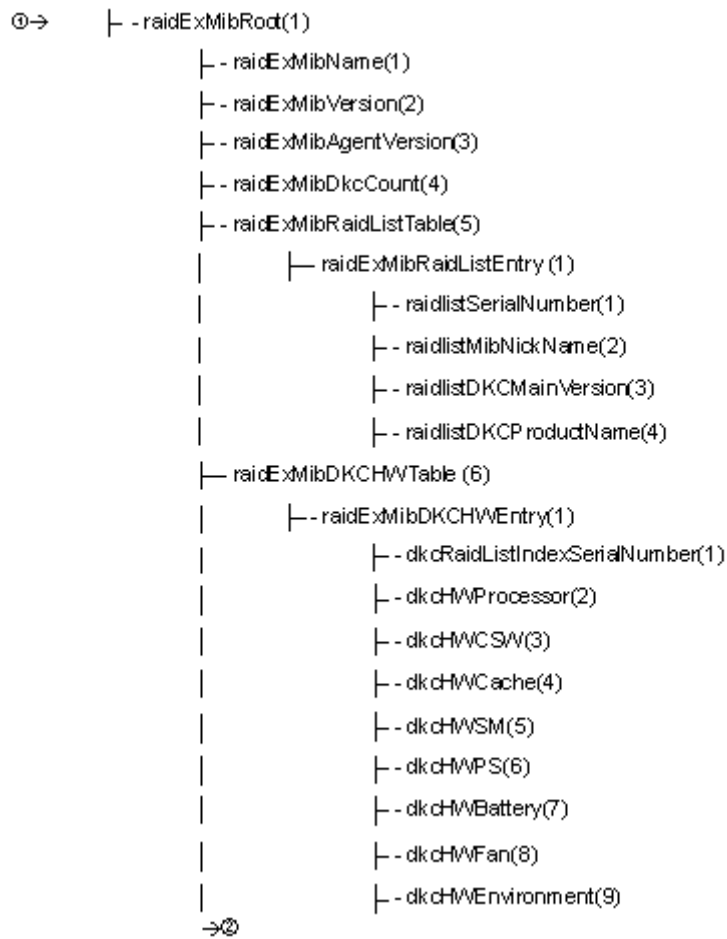 ①→ ├ - raidExMibRoot(1)
├ - raidExMibName(1)
├ - raidExMibVersion(2)
├ - raidExMibAgentVersion(3)
├ - raidExMibDkcCount(4)
├ - raidExMibRaidListTable(5)
├─ raidExMibRaidListEntry (1)
├ - raidlistSerialNumber(1)
├ - raidlistMibNickName(2)
├ - raidlistDKCMainVersion(3)
├ - raidlistDKCProductName(4)
├─ raidExMibDKCHWTable (6)
├ - raidExMibDKCHWEntry(1)
├ - dkcRaidListIndexSerialNumber(1)
├ - dkcHWProcessor(2)
├ - dkcHWCSW(3)
├ - dkcHWCache(4)
├ - dkcHWSM(5)
├ - dkcHWPS(6)
├ - dkcHWBattery(7)
├ - dkcHWFan(8)
├ - dkcHWEnvironment(9)
→②